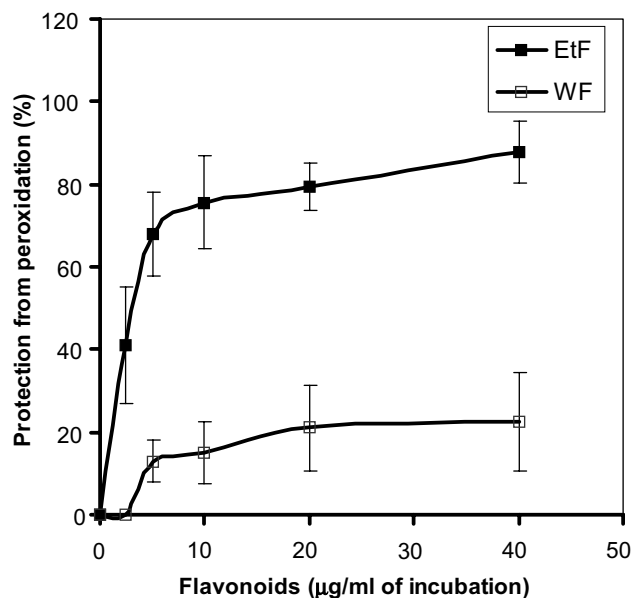 120
100
80
60
40
20
0
Protection from peroxidation (%)
EtF
WF
0 10 20 30 40 50
Flavonoids (µg/ml of incubation)